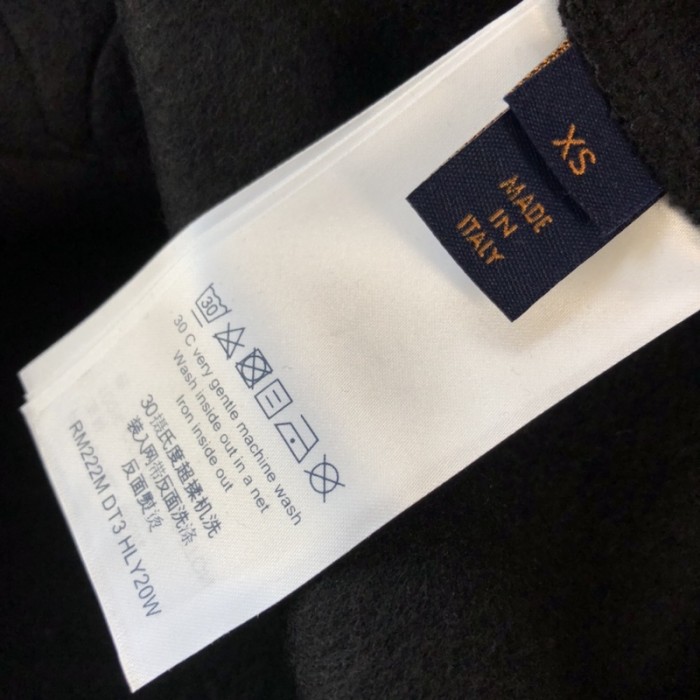 XS
MADE
IN
ITALY
30
30 C very gentle machine wash
Wash inside out in a net
Iron inside out
30摄氏度超揉机洗
装入网袋反面洗涤
反面熨烫
RM222M DT3 HLY20W